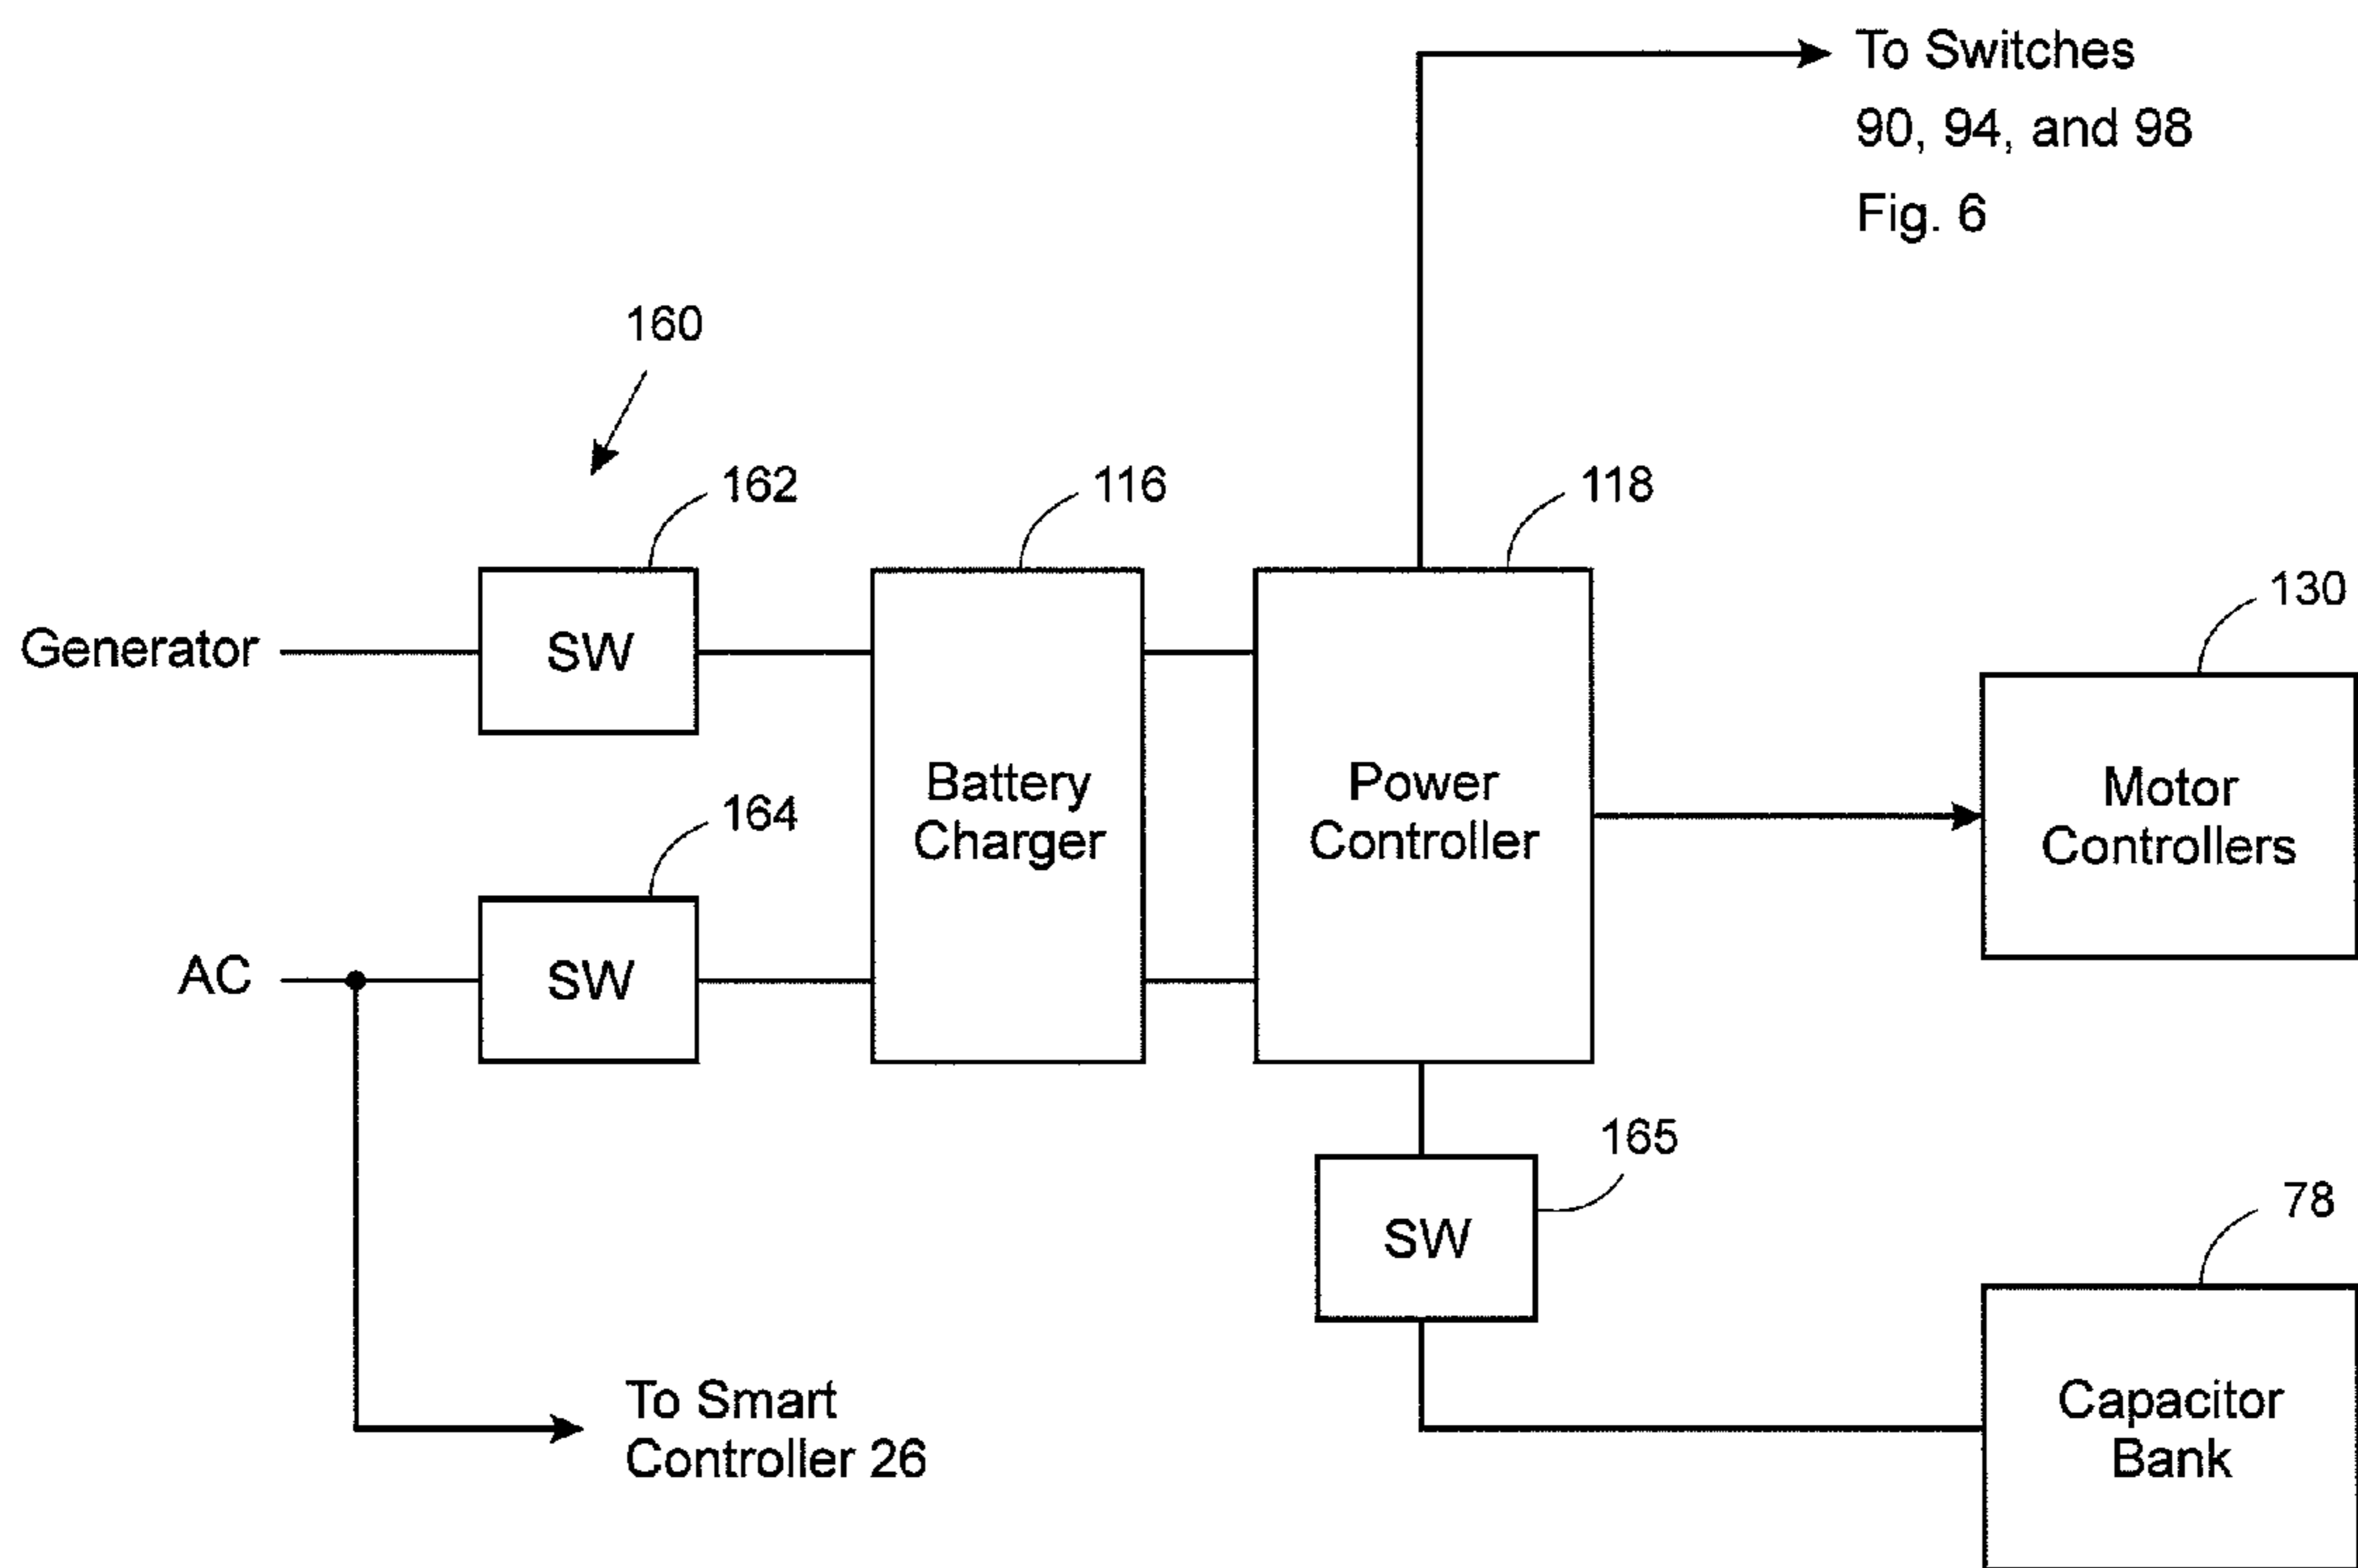 To Switches
90, 94, and 98
Fig. 6
160
162
116
118
130
Generator
SW
Battery
Charger
Power
Controller
Motor
Controllers
164
AC
SW
165
SW
78
To Smart
Controller 26
Capacitor
Bank